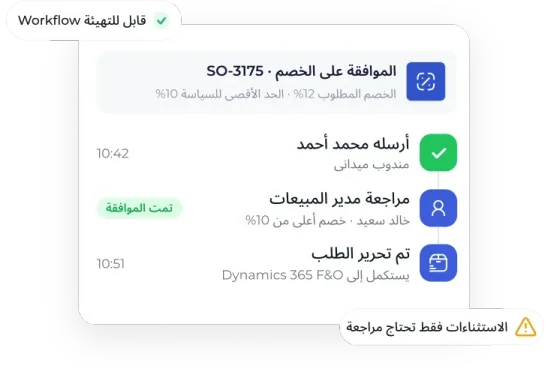 قابل للتهيئة Workflow
الموافقة على الخصم · SO-3175
الخصم المطلوب 12% · الحد الأقصى للسياسة 10%
أرسله محمد أحمد
10:42
مندوب ميداني
مراجعة مدير المبيعات
تمت الموافقة
خالد سعيد · خصم أعلى من 10%
تم تحرير الطلب
10:51
يستكمل إلى Dynamics 365 F&O
الاستثناءات فقط تحتاج مراجعة